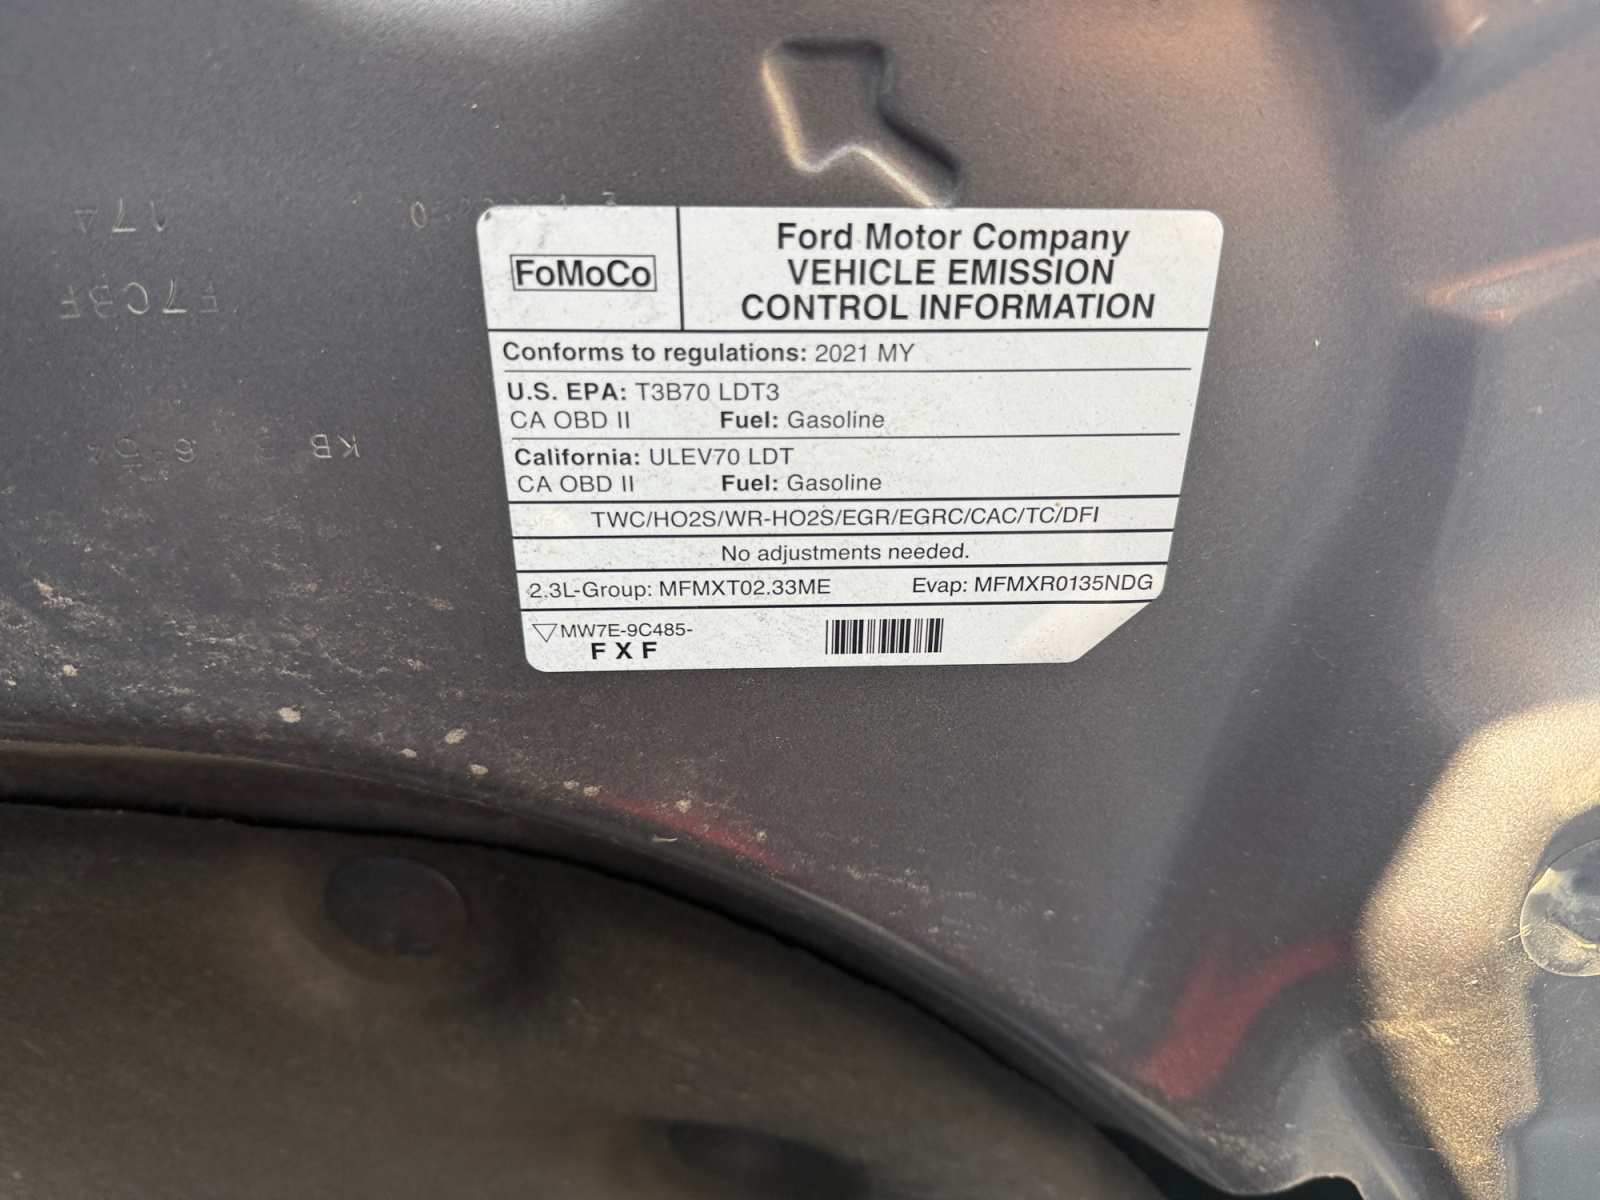 FoMoCo
Ford Motor Company
VEHICLE EMISSION
CONTROL INFORMATION
Conforms to regulations: 2021 MY
U.S. EPA: T3B70 LDT3
CA OBD II Fuel: Gasoline
California: ULEV70 LDT
CA OBD II Fuel: Gasoline
TWC/HO2S/WR-HO2S/EGR/EGRC/CAC/TC/DFI
No adjustments needed.
2.3L-Group: MFMXT02.33ME Evap: MFMXR0135NDG
MW7E-9C485-
F X F
17A